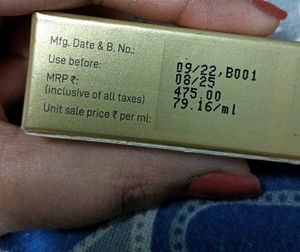 Mfg. Date & B. No.: 09/22, B001
Use before: 08/25
MRP ₹: 475.00
(inclusive of all taxes)
Unit sale price ₹ per ml: 79.16/ml